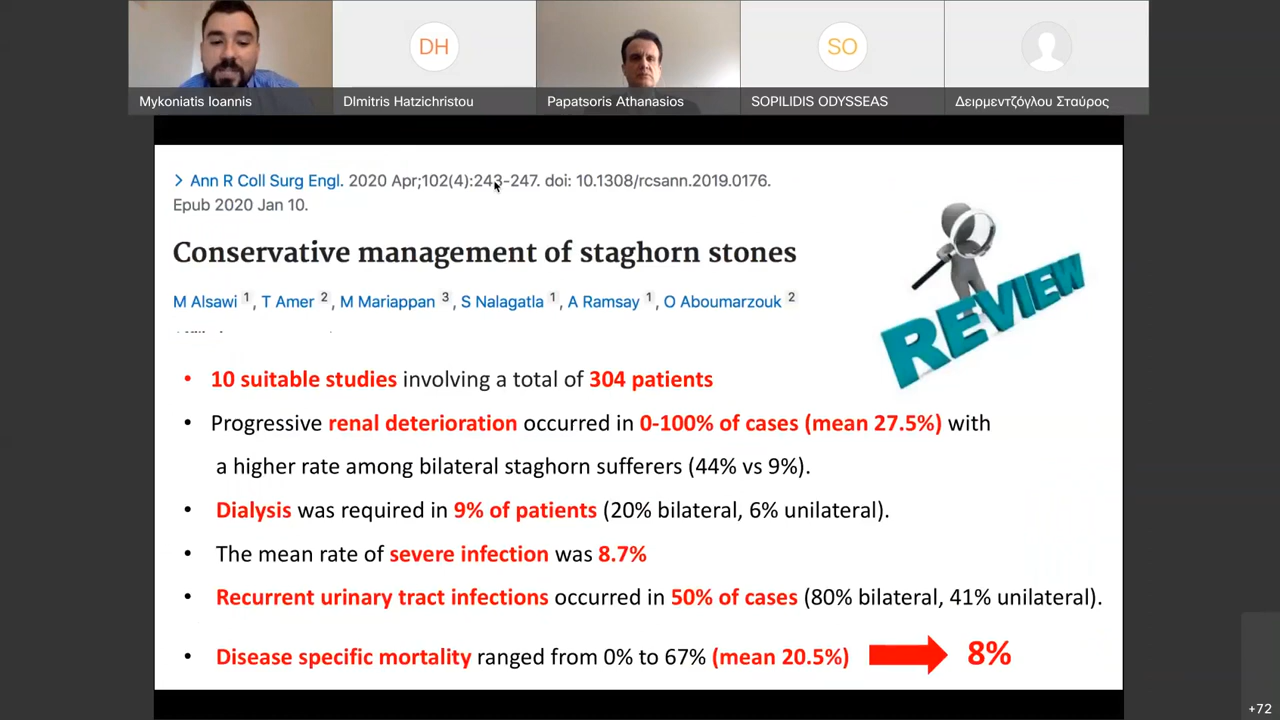 DH
SO
Mykoniatis Ioannis
DImitris Hatzichristou
Papatsoris Athanasios
SOPILIDIS ODYSSEAS
Δειρμεντζόγλου Σταύρος
> Ann R Coll Surg Engl. 2020 Apr;102(4):243-247. doi: 10.1308/rcsann.2019.0176.
Epub 2020 Jan 10.
Conservative management of staghorn stones
M Alsawi 1, T Amer 2, M Mariappan 3, S Nalagatla 1, A Ramsay 1, O Aboumarzouk 2
REVIEW
• 10 suitable studies involving a total of 304 patients
• Progressive renal deterioration occurred in 0-100% of cases (mean 27.5%) with
a higher rate among bilateral staghorn sufferers (44% vs 9%).
• Dialysis was required in 9% of patients (20% bilateral, 6% unilateral).
• The mean rate of severe infection was 8.7%
• Recurrent urinary tract infections occurred in 50% of cases (80% bilateral, 41% unilateral).
• Disease specific mortality ranged from 0% to 67% (mean 20.5%) 8%
+72